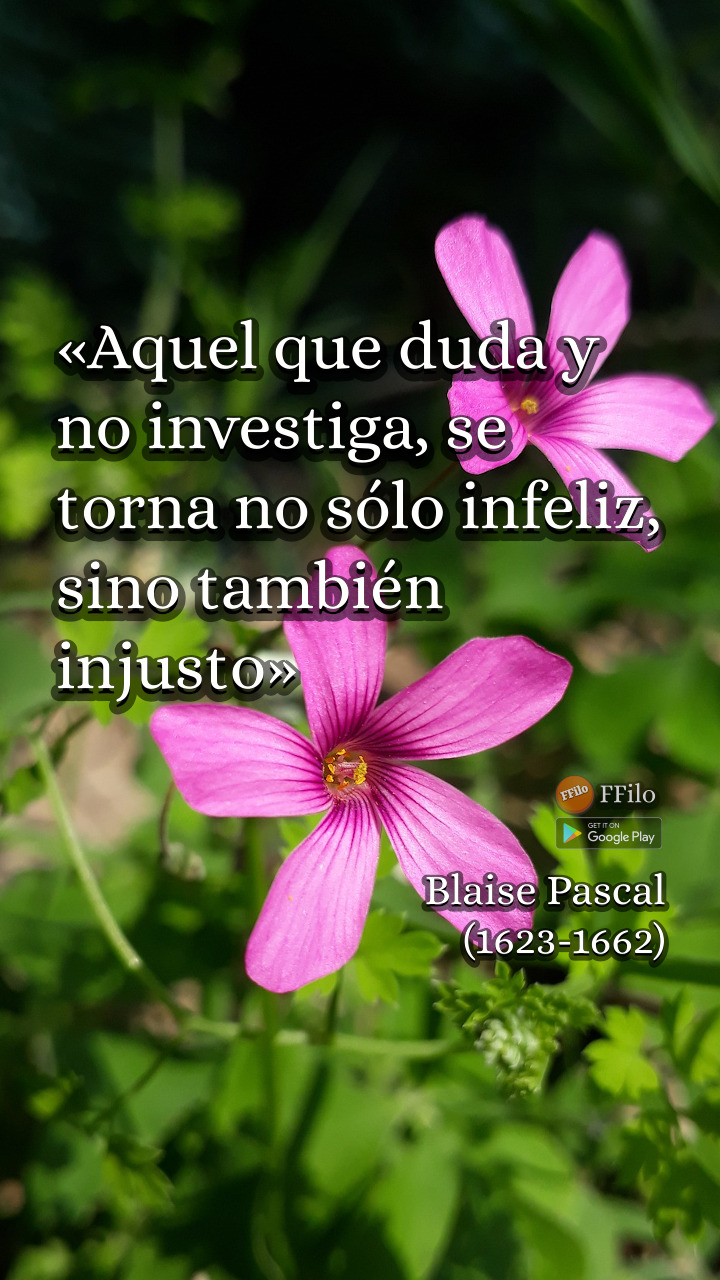 «Aquel que duda y
no investiga, se
torna no sólo infeliz,
sino también
injusto»
FFilo FFilo
GET IT ON
Google Play
Blaise Pascal
(1623-1662)